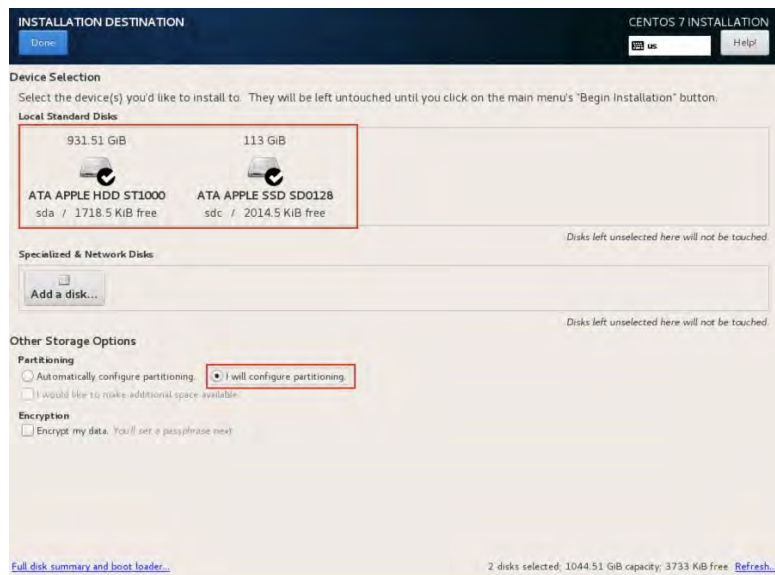 INSTALLATION DESTINATION
CENTOS 7 INSTALLATION
Done
us
Help!
Device Selection
Select the device(s) you'd like to install to. They will be left untouched until you click on the main menu's "Begin Installation" button.
Local Standard Disks
931.51 GiB
113 GiB
ATA APPLE HDD ST1000
ATA APPLE SSD SD0128
sda / 1718.5 KiB free
sdc / 2014.5 KiB free
Disks left unselected here will not be touched.
Specialized & Network Disks
Add a disk...
Disks left unselected here will not be touched.
Other Storage Options
Partitioning
Automatically configure partitioning.
I will configure partitioning.
I would like to make additional space available.
Encryption
Encrypt my data. You'll set a passphrase next.
Full disk summary and boot loader...
2 disks selected; 1044.51 GiB capacity; 3733 KiB free Refresh...